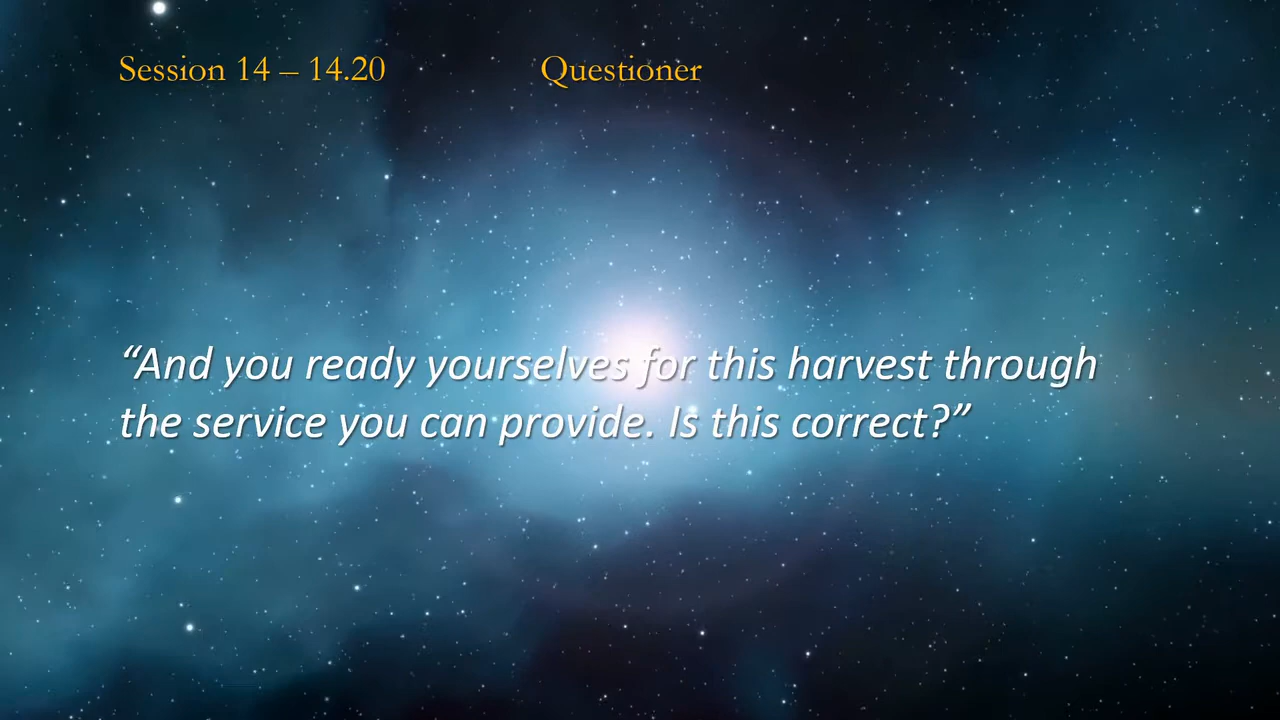 Session 14 – 14.20 Questioner
“And you ready yourselves for this harvest through
the service you can provide. Is this correct?”